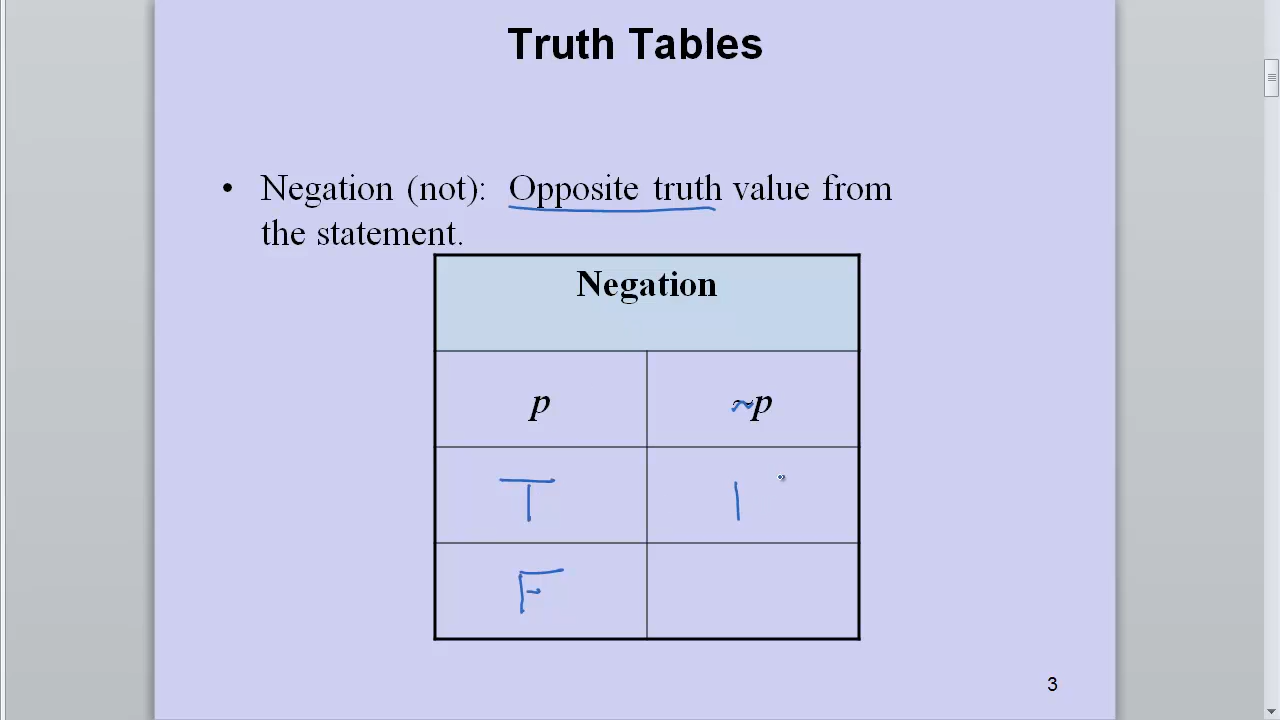 Truth Tables
• Negation (not): Opposite truth value from
the statement.
Negation
p ~p
T
F
3